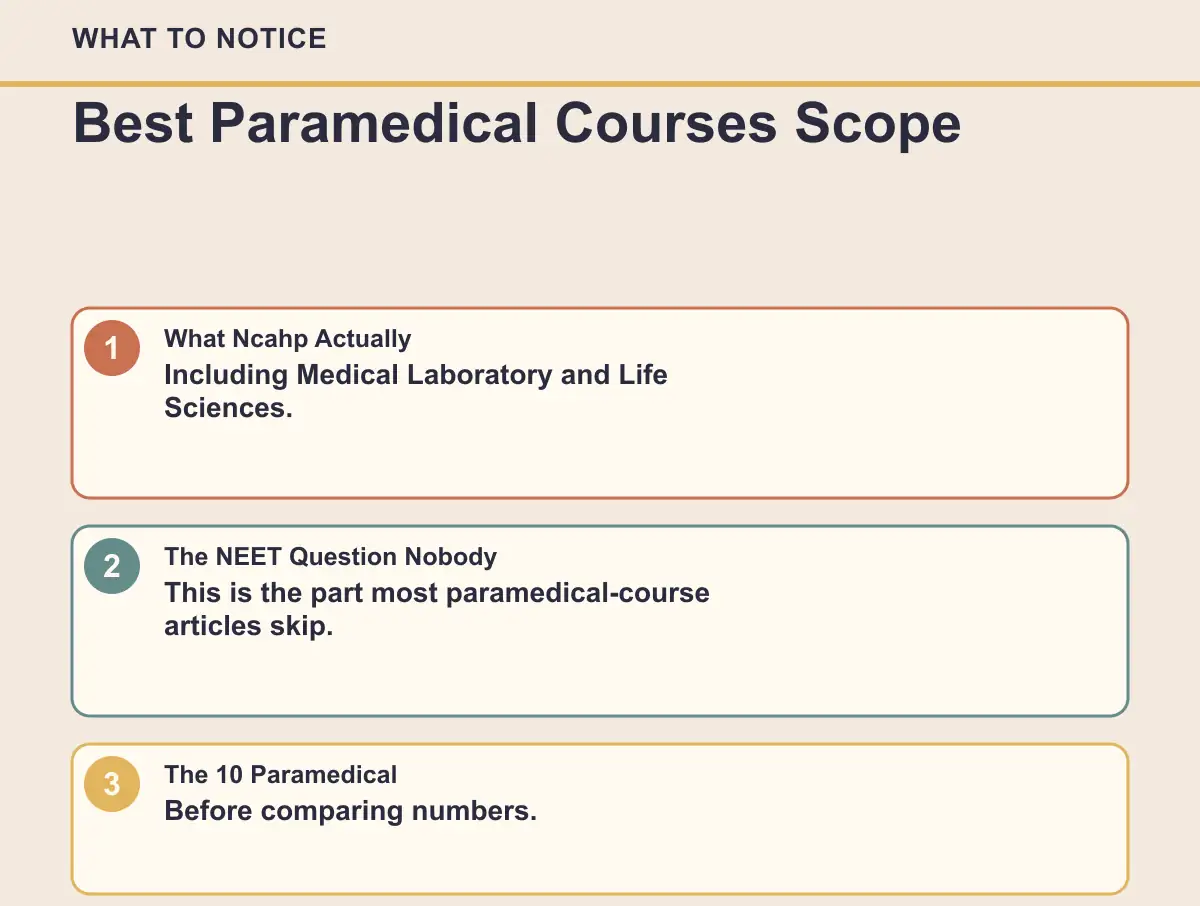 WHAT TO NOTICE
Best Paramedical Courses Scope
1
What Ncahp Actually
Including Medical Laboratory and Life
Sciences.
2
The NEET Question Nobody
This is the part most paramedical-course
articles skip.
3
The 10 Paramedical
Before comparing numbers.